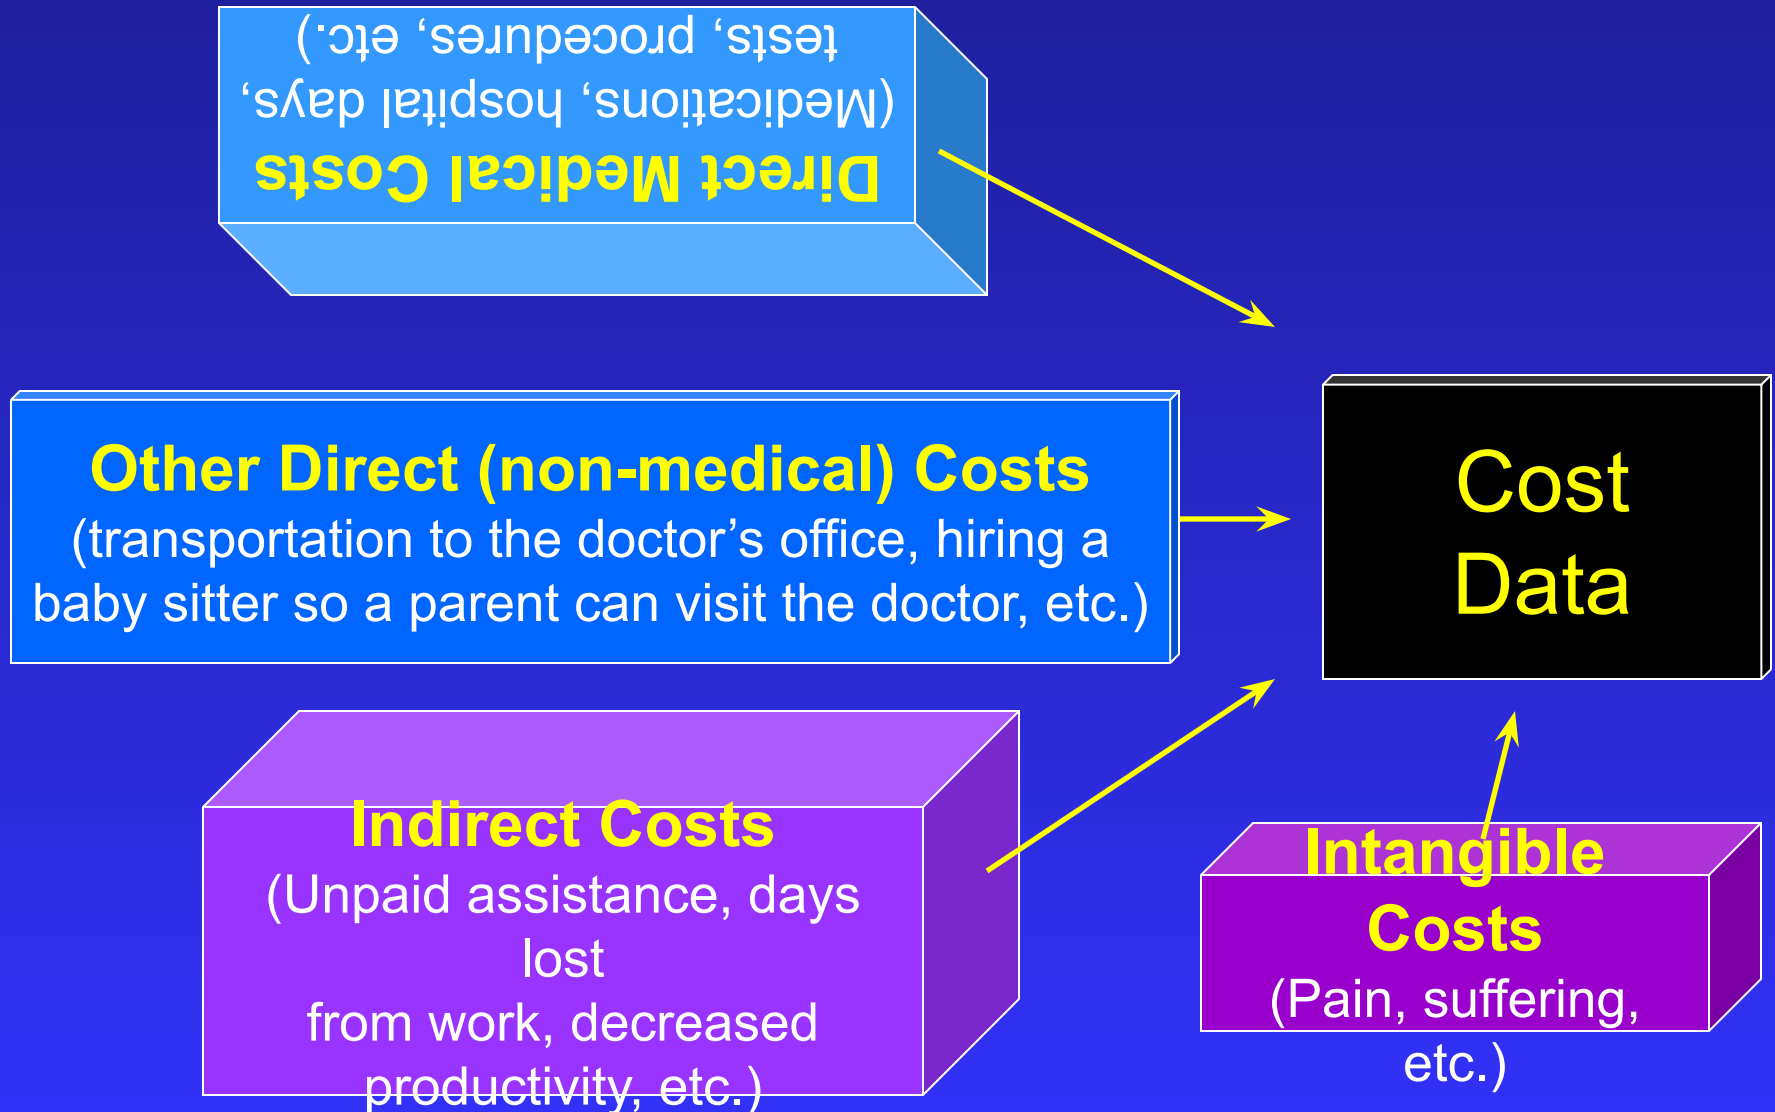 Direct Medical Costs
(Medications, hospital days,
tests, procedures, etc.)
Other Direct (non-medical) Costs
(transportation to the doctor’s office, hiring a
baby sitter so a parent can visit the doctor, etc.)
Cost
Data
Indirect Costs
(Unpaid assistance, days
lost
from work, decreased
productivity, etc.)
Intangible
Costs
(Pain, suffering,
etc.)